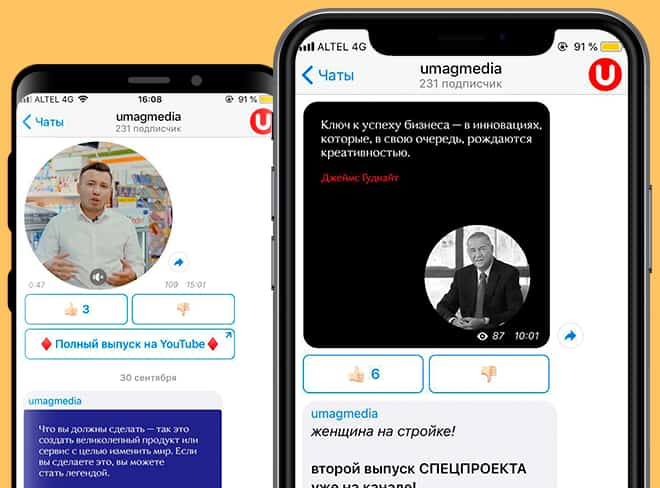 ALTEL 4G
16:08
91 %
Чаты
umagmedia
231 подписчик
U
0:47
109 15:01
3
Полный выпуск на YouTube
30 сентября
umagmedia
Что вы должны сделать — так это
создать великолепный продукт или
сервис с целью изменить мир. Если
вы сделаете это, вы можете
стать легендой.
ALTEL 4G
91 %
Чаты
umagmedia
231 подписчик
U
Ключ к успеху бизнеса — в инновациях,
которые, в свою очередь, рождаются
креативностью.
Джеймс Гуднайт
87 10:01
6
umagmedia
женщина на стройке!
второй выпуск СПЕЦПРОЕКТА
уже на канале!